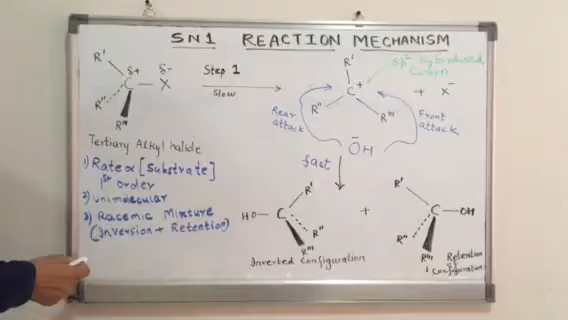 SN1 REACTION MECHANISM
R'
δ+
δ-
C
X
R''
R'''
Step 1
Slow
R'
C+
R''
R'''
Sp² Hybridised
Carbon
+ X-
Rear
attack
Front
attack
ŌH
fast
Tertiary Alkyl halide
1) Rate ∝ [Substrate]
1st order
2) Unimolecular
3) Racemic Mixture
(Inversion + Retention)
R'
HO
C
R''
R'''
Inverted Configuration
+
R'
C
OH
R''
R'''
Retention
Configuration